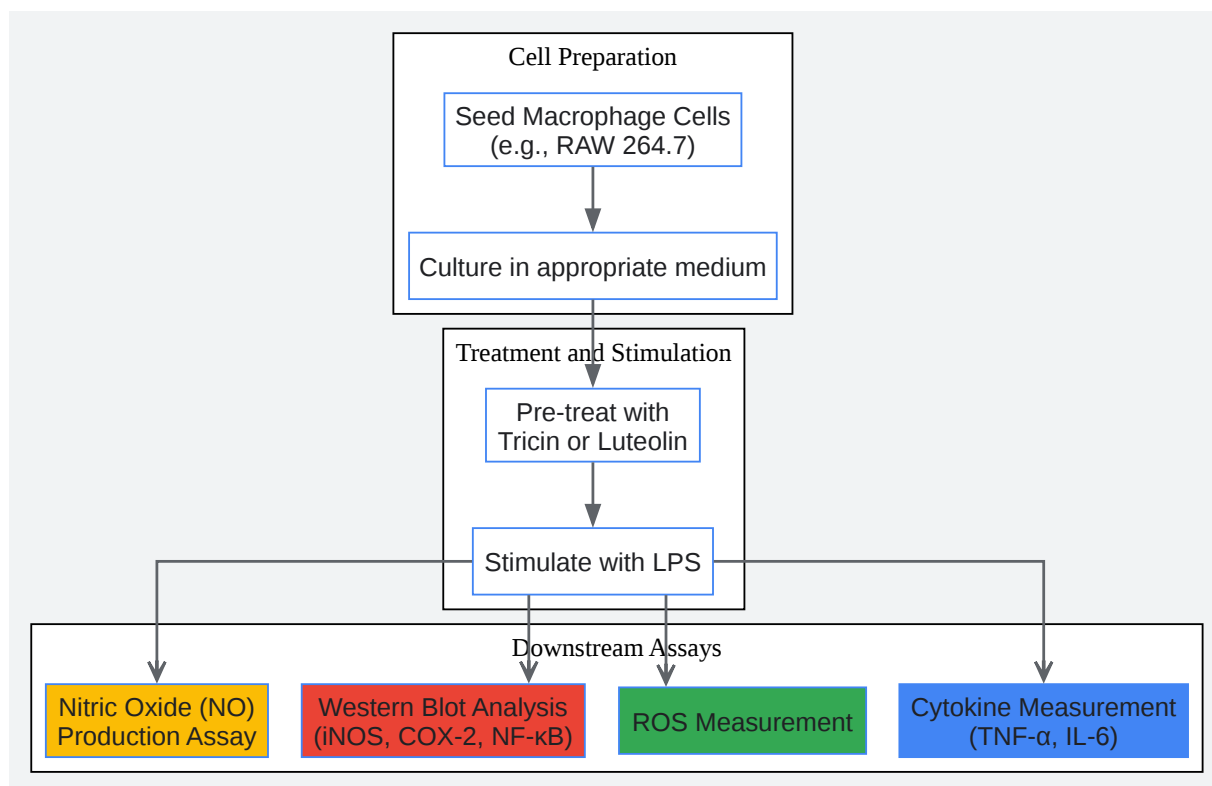 Cell Preparation
Seed Macrophage Cells
(e.g., RAW 264.7)
Culture in appropriate medium
Treatment and Stimulation
Pre-treat with
Tricin or Luteolin
Stimulate with LPS
Downstream Assays
Nitric Oxide (NO)
Production Assay
Western Blot Analysis
(iNOS, COX-2, NF-κB)
ROS Measurement
Cytokine Measurement
(TNF-α, IL-6)